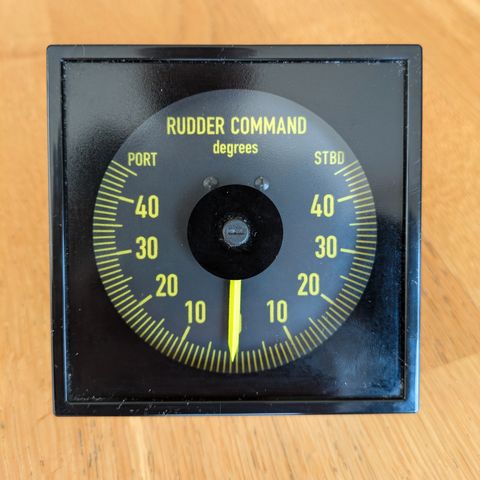 RUDDER COMMAND
degrees
PORT STBD
40 40
30 30
20 20
10 10